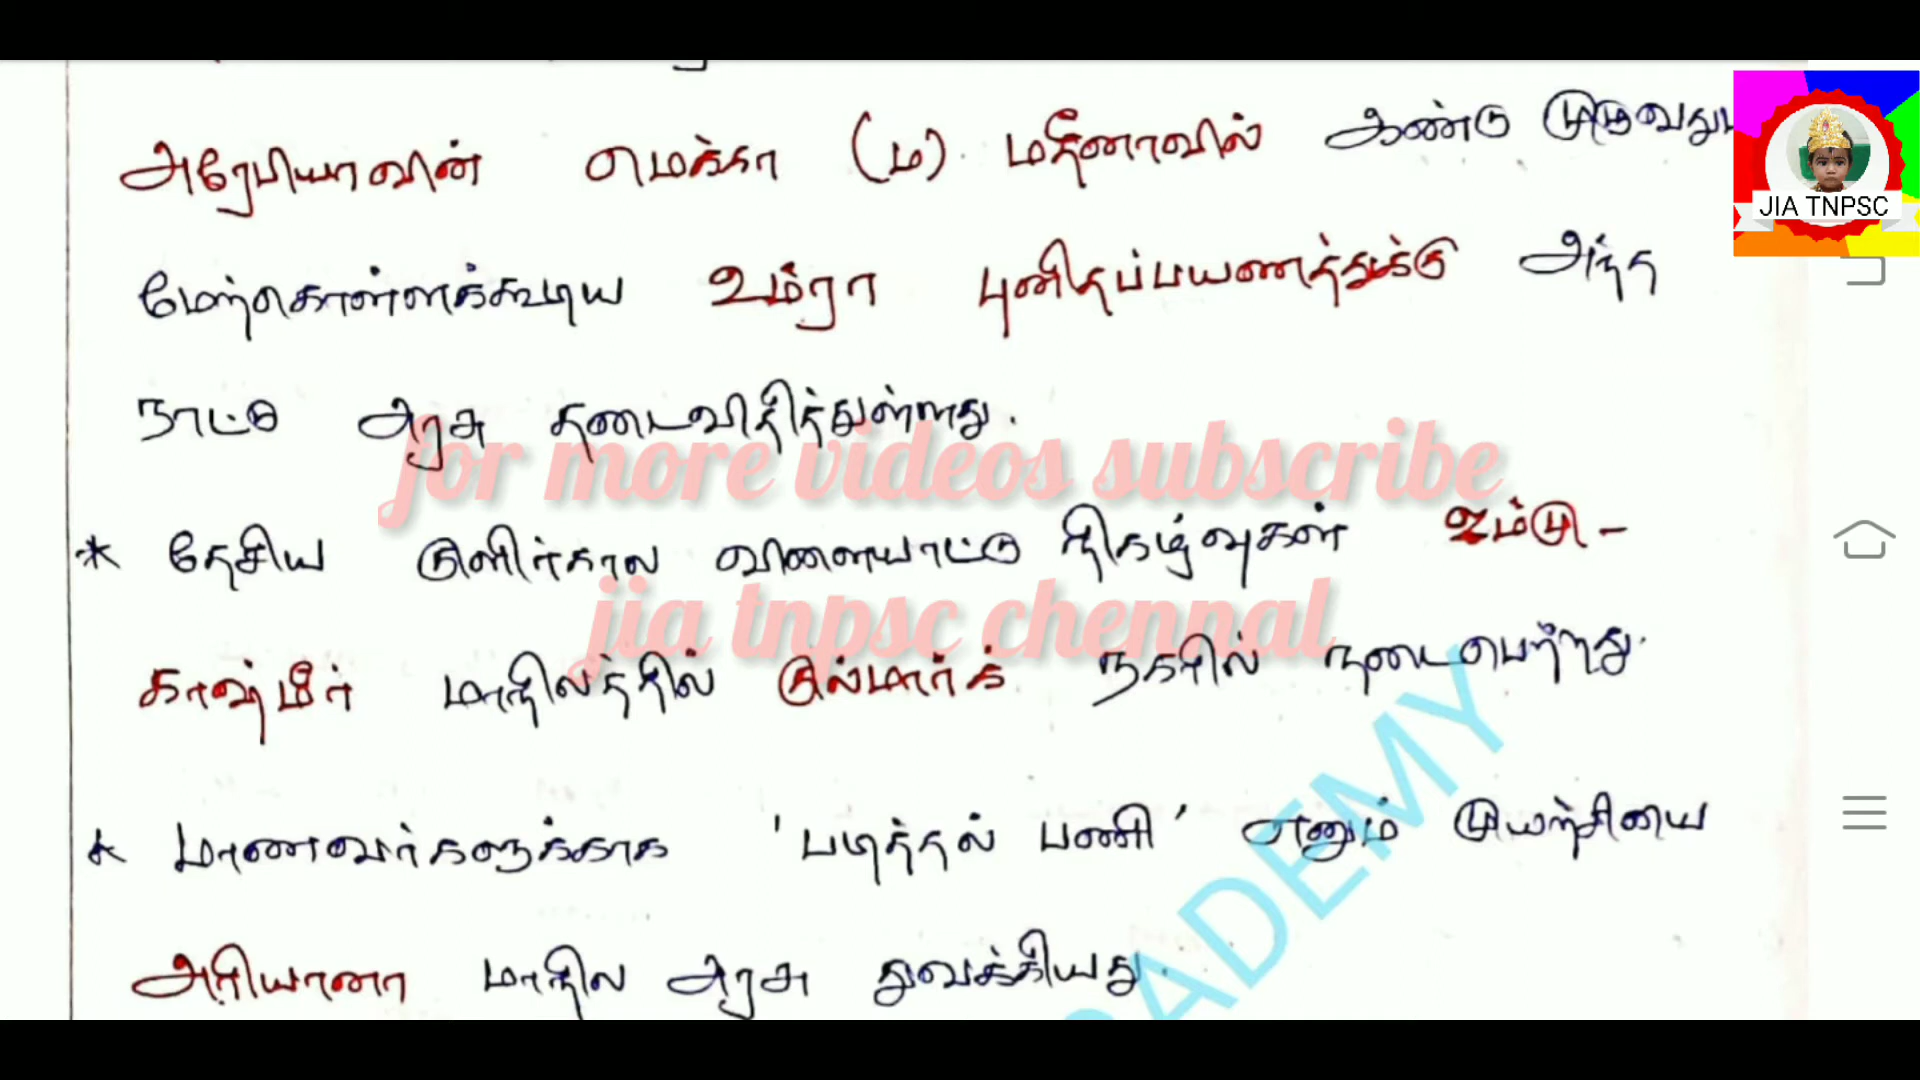 அரேபியாவின் மெக்கா (ம) மதீனாவில் ஆண்டு முழுவதும்
JIA TNPSC
மேற்கொள்ளக்கூடிய உம்ரா புனிதப்பயணத்துக்கு அந்த
நாட்டு அரசு தடைவிதித்துள்ளது.
for more videos subscribe
* தேசிய குளிர்கால விளையாட்டு நிகழ்வுகள் ஜம்மு -
jia tnpsc chennai
காஷ்மீர் மாநிலத்தில் குல்மார்க் நகரில் நடைபெற்றது.
* மாணவர்களுக்காக 'படித்தல் பணி' எனும் முயற்சியை
அரியானா மாநில அரசு துவக்கியது.
ADEMY